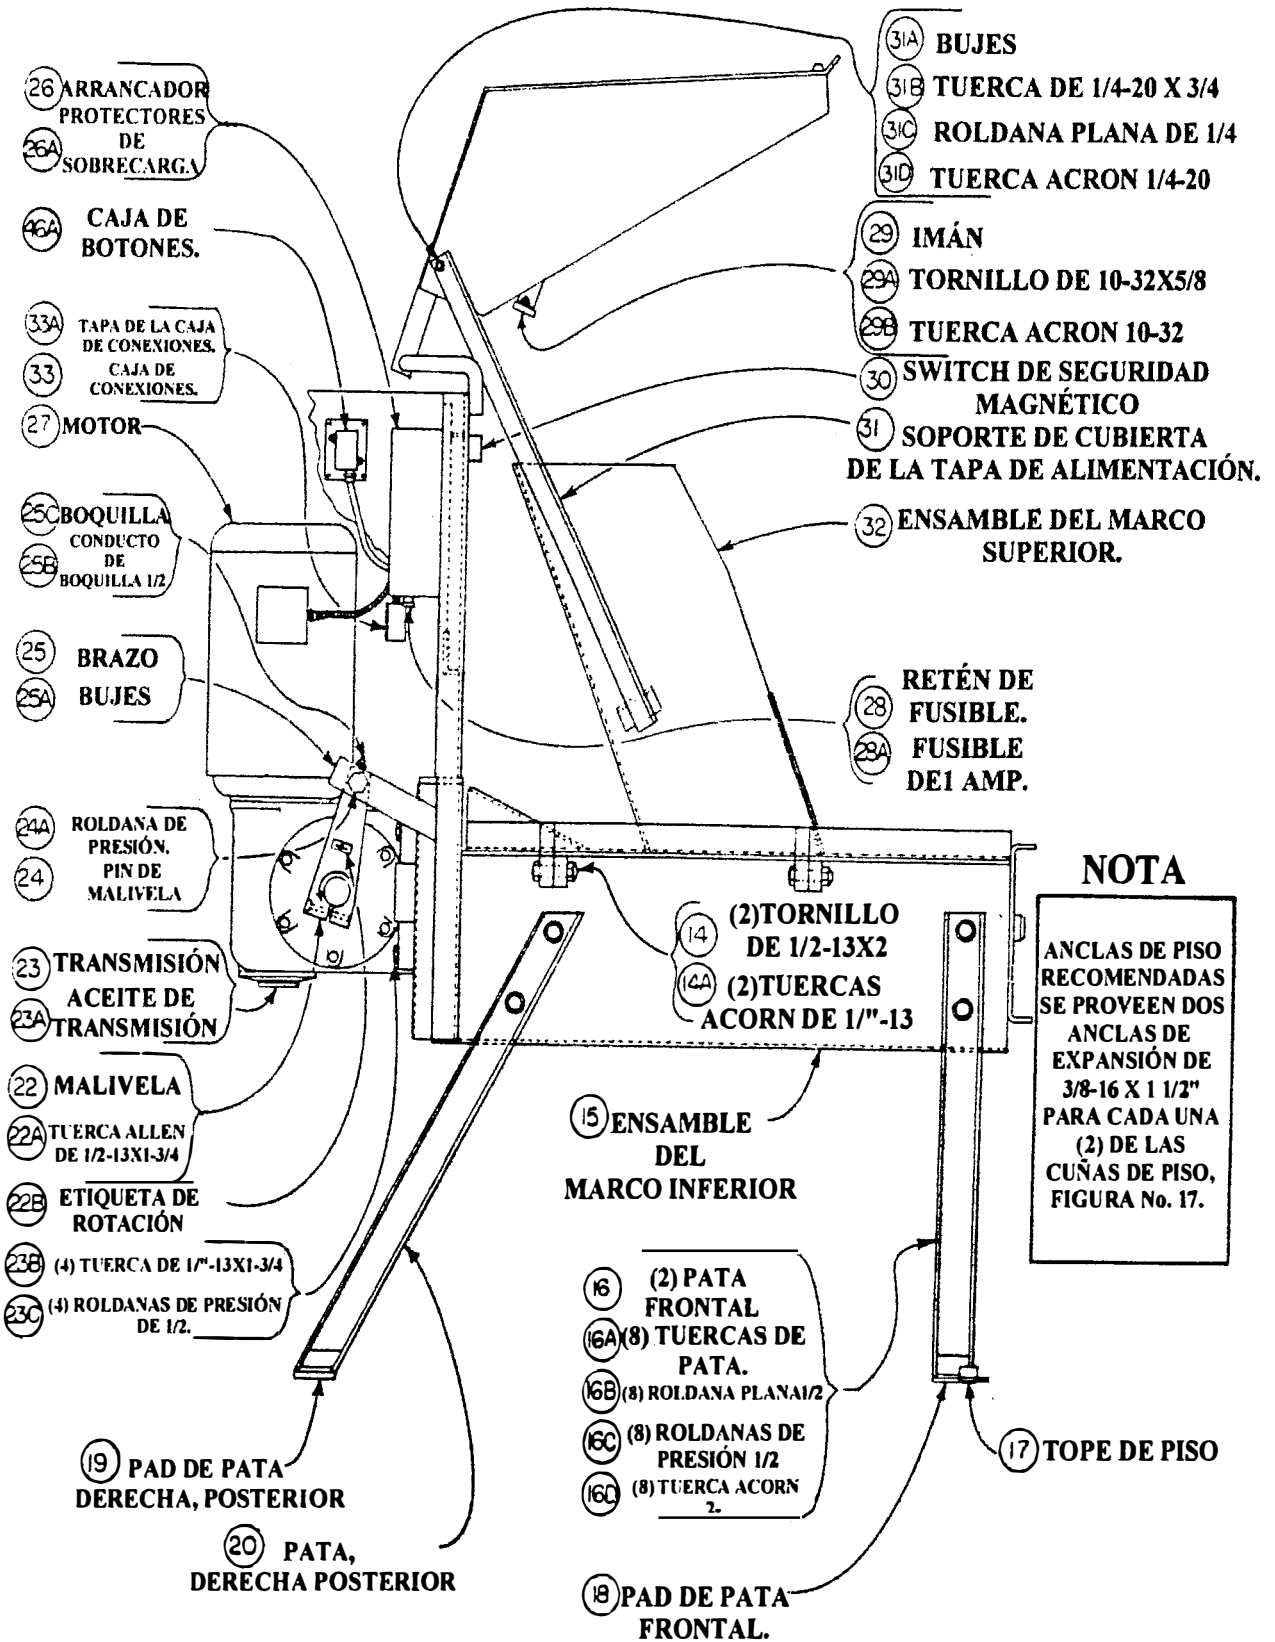 26 ARRANCADOR
PROTECTORES
26A DE
SOBRECARGA
46A CAJA DE
BOTONES.
33A TAPA DE LA CAJA
DE CONEXIONES.
33 CAJA DE
CONEXIONES.
27 MOTOR
25C BOQUILLA
CONDUCTO
25B DE
BOQUILLA 1/2
25 BRAZO
25A BUJES
24A ROLDANA DE
PRESIÓN.
24 PIN DE
MALIVELA
23 TRANSMISIÓN
23A ACEITE DE
TRANSMISIÓN
22 MALIVELA
22A TUERCA ALLEN
DE 1/2-13X1-3/4
22B ETIQUETA DE
ROTACIÓN
23B (4) TUERCA DE 1/"-13X1-3/4
23C (4) ROLDANAS DE PRESIÓN
DE 1/2.
19 PAD DE PATA
DERECHA, POSTERIOR
20 PATA,
DERECHA POSTERIOR
31A BUJES
31B TUERCA DE 1/4-20 X 3/4
31C ROLDANA PLANA DE 1/4
31D TUERCA ACRON 1/4-20
29 IMÁN
29A TORNILLO DE 10-32X5/8
29B TUERCA ACRON 10-32
30 SWITCH DE SEGURIDAD
MAGNÉTICO
31 SOPORTE DE CUBIERTA
DE LA TAPA DE ALIMENTACIÓN.
32 ENSAMBLE DEL MARCO
SUPERIOR.
28 RETÉN DE
FUSIBLE.
28A FUSIBLE
DE1 AMP.
14 (2)TORNILLO
DE 1/2-13X2
14A (2)TUERCAS
ACORN DE 1/"-13
15 ENSAMBLE
DEL
MARCO INFERIOR
16 (2) PATA
FRONTAL
16A (8) TUERCAS DE
PATA.
16B (8) ROLDANA PLANA1/2
16C (8) ROLDANAS DE
PRESIÓN 1/2
16D (8) TUERCA ACORN
2-
17 TOPE DE PISO
18 PAD DE PATA
FRONTAL.
NOTA
ANCLAS DE PISO
RECOMENDADAS
SE PROVEEN DOS
ANCLAS DE
EXPANSIÓN DE
3/8-16 X 1 1/2"
PARA CADA UNA
(2) DE LAS
CUÑAS DE PISO,
FIGURA No. 17.